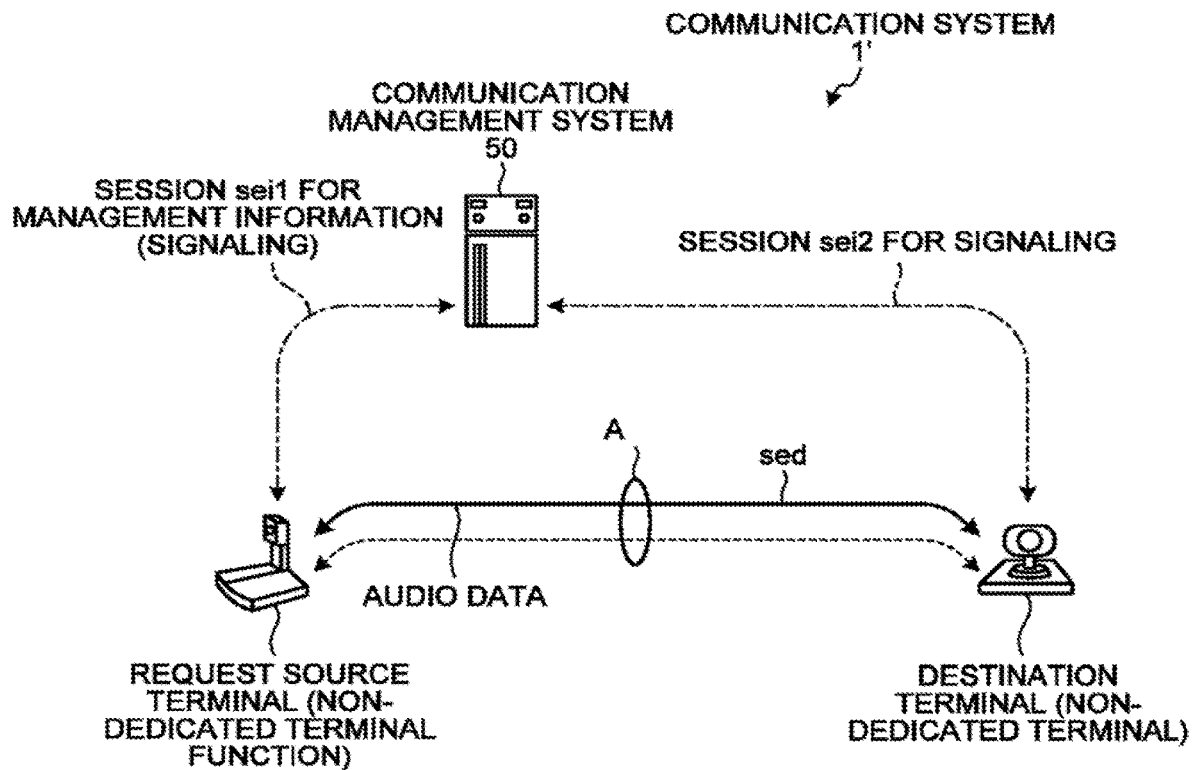 COMMUNICATION SYSTEM
1'
COMMUNICATION
MANAGEMENT SYSTEM
50
SESSION sei1 FOR
MANAGEMENT INFORMATION
(SIGNALING)
SESSION sei2 FOR SIGNALING
A
sed
AUDIO DATA
REQUEST SOURCE
TERMINAL (NON-
DEDICATED TERMINAL
FUNCTION)
DESTINATION
TERMINAL (NON-
DEDICATED TERMINAL)